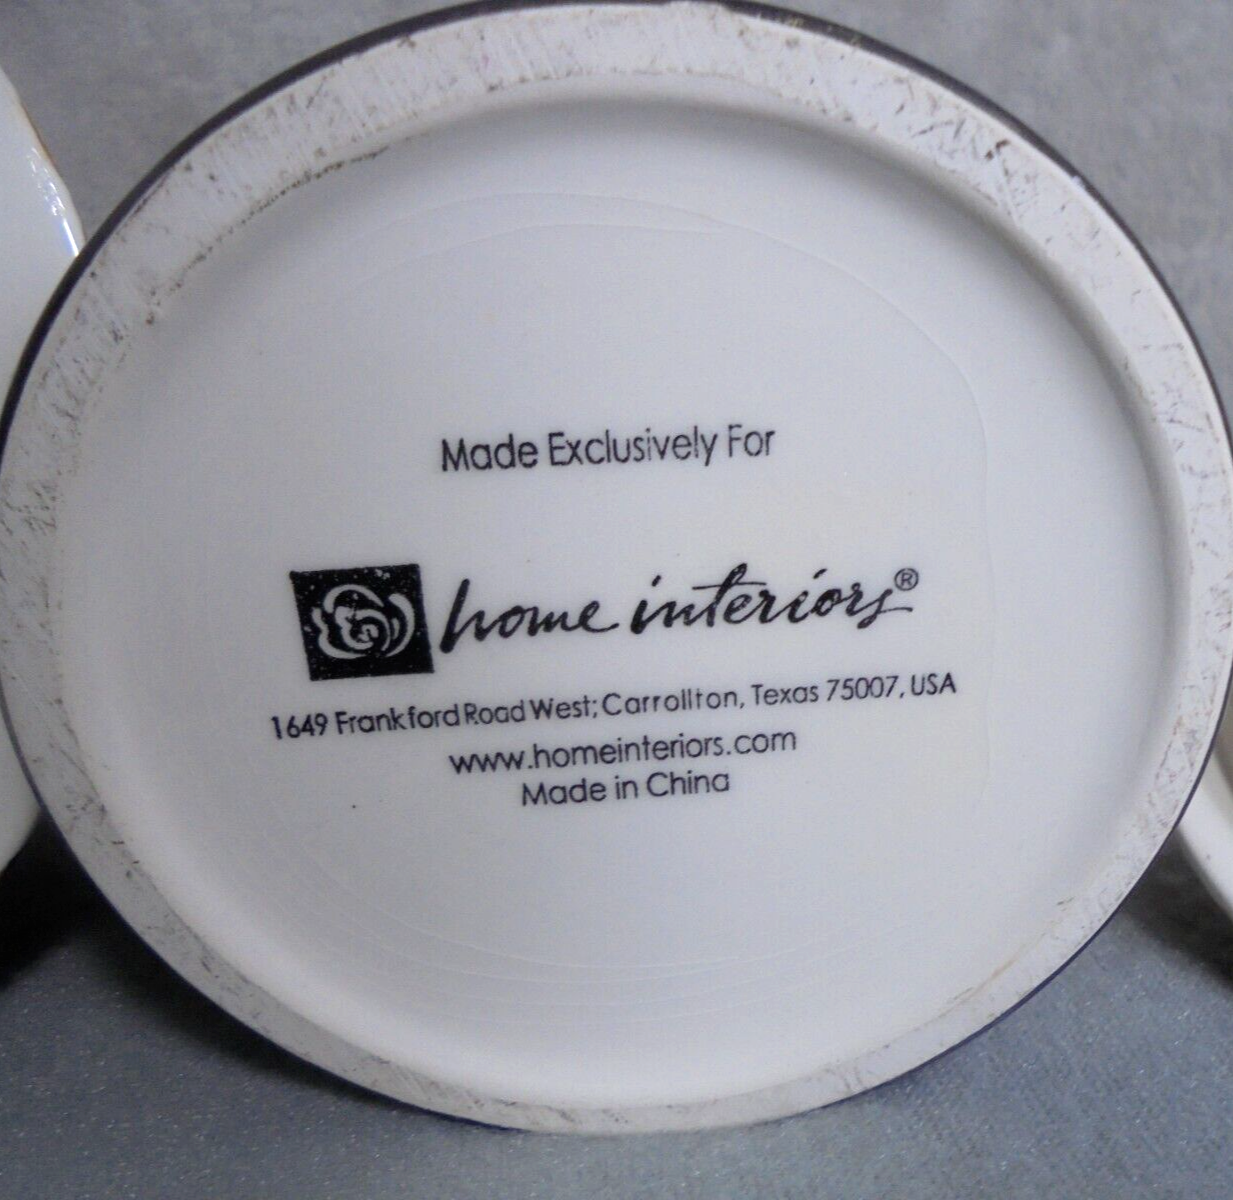 Made Exclusively For
home interiors®
1649 Frankford Road West; Carrollton, Texas 75007, USA
www.homeinteriors.com
Made in China